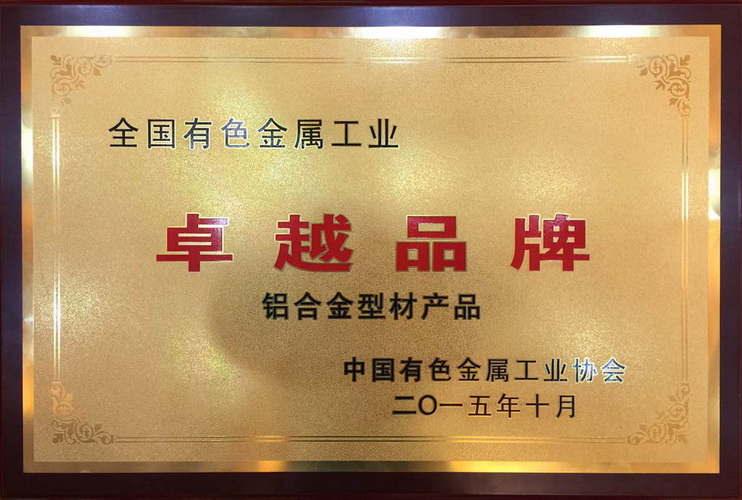 全国有色金属工业
卓越品牌
铝合金型材产品
中国有色金属工业协会
二〇一五年十月